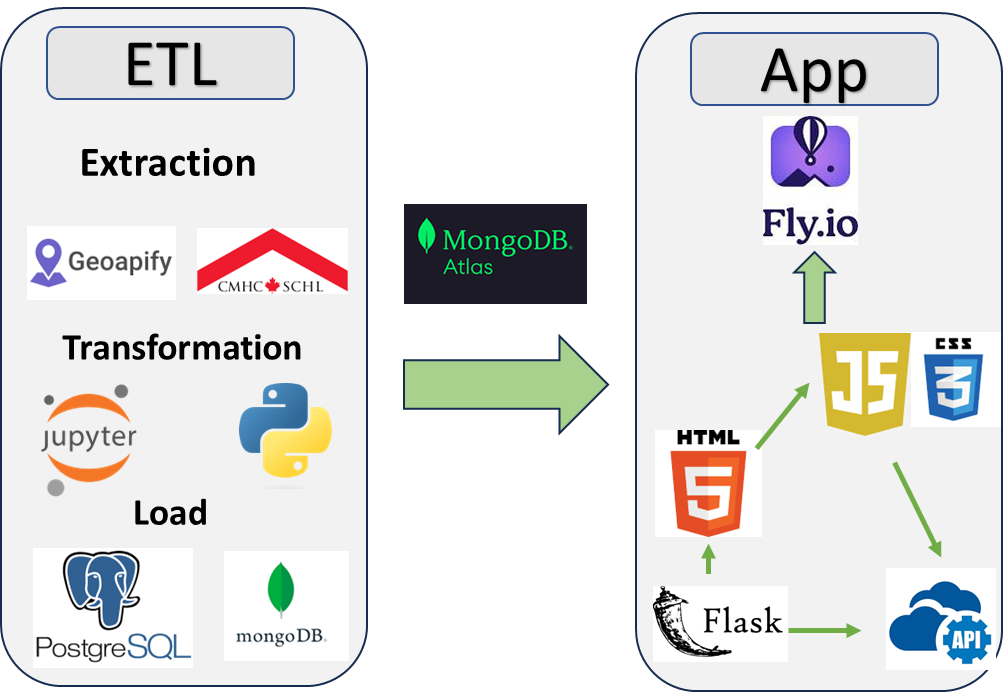 ETL
Extraction
Geoapify
CMHC SCHL
Transformation
jupyter
Load
PostgreSQL
mongoDB.
MongoDB.
Atlas
App
Fly.io
JS
CSS
3
HTML
5
Flask
API